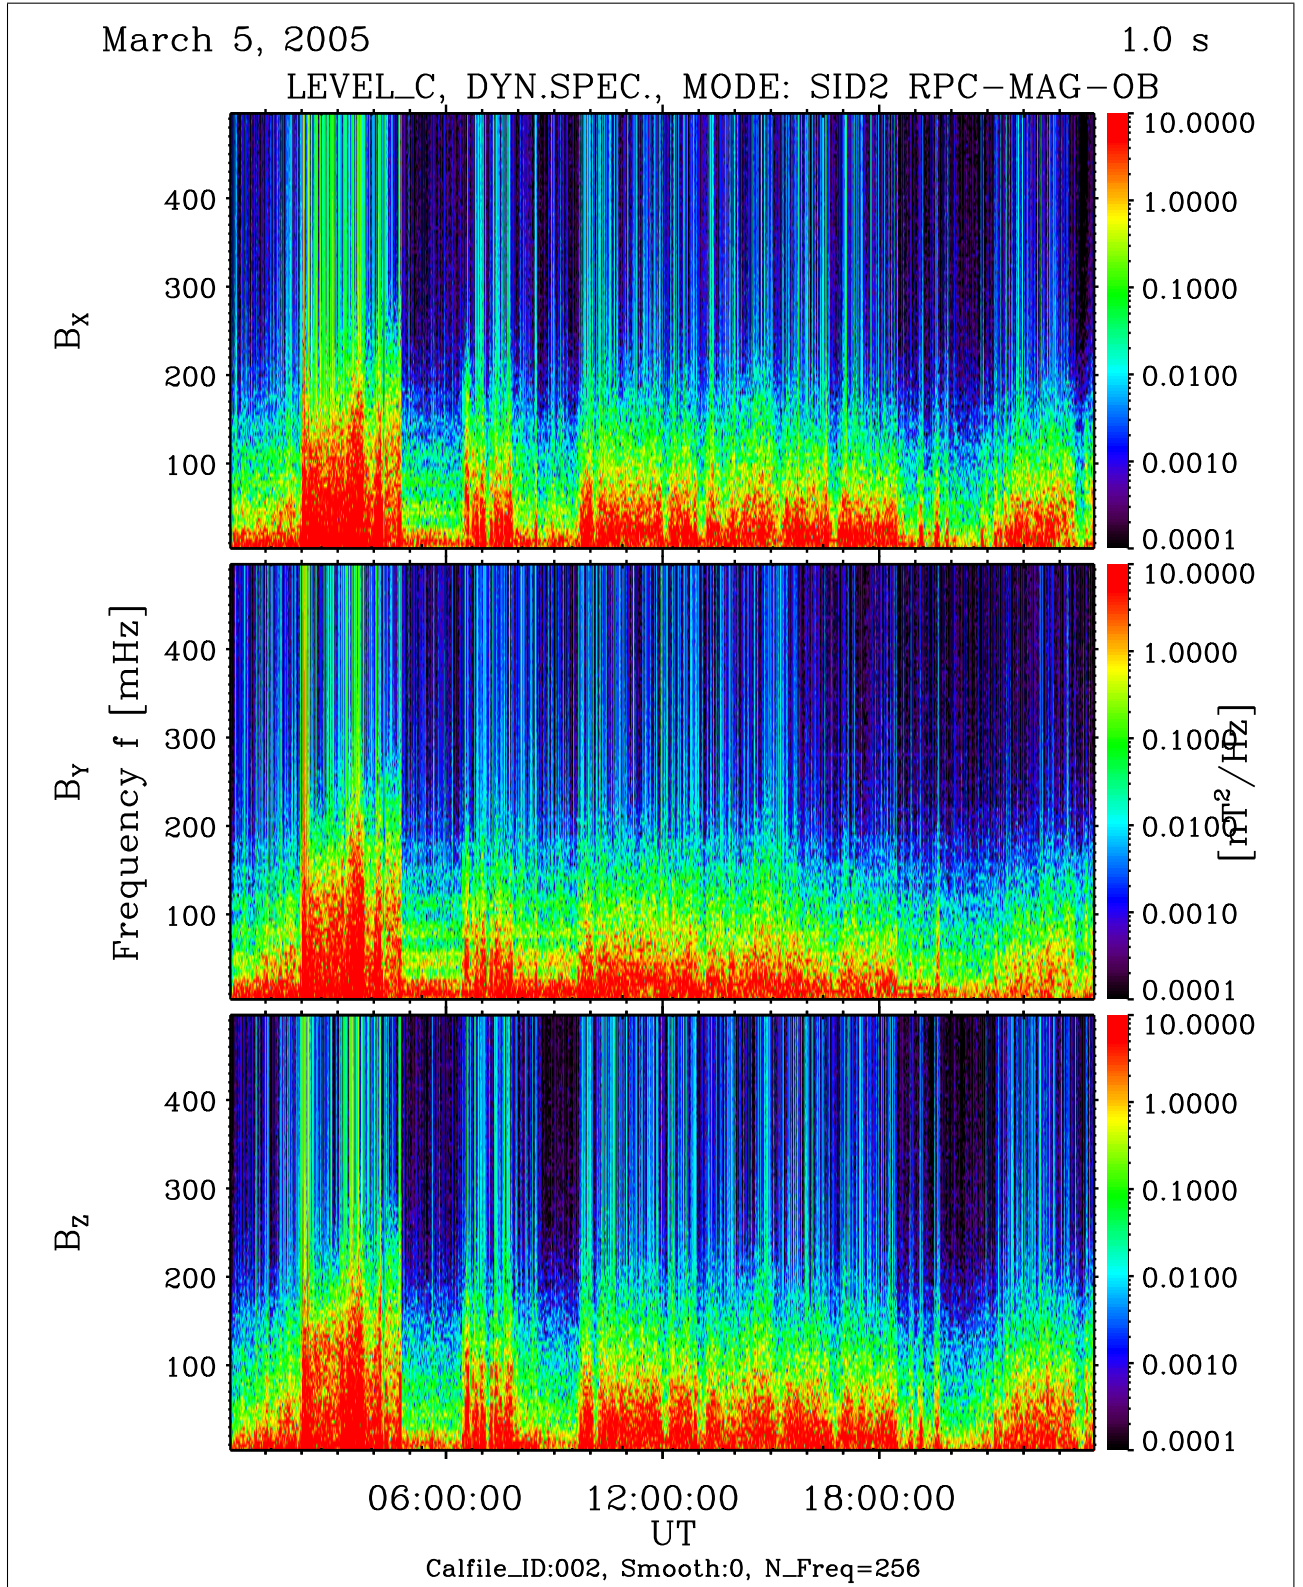 March 5, 2005
1.0 s
LEVEL_C, DYN.SPEC., MODE: SID2 RPC-MAG-OB
B_X
400
300
200
100
10.0000
1.0000
0.1000
0.0100
0.0010
0.0001
B_Y
Frequency f [mHz]
400
300
200
100
10.0000
1.0000
0.1000
0.0100
0.0010
0.0001
[nT²/Hz]
B_Z
400
300
200
100
10.0000
1.0000
0.1000
0.0100
0.0010
0.0001
06:00:00 12:00:00 18:00:00
UT
Calfile_ID:002, Smooth:0, N_Freq=256